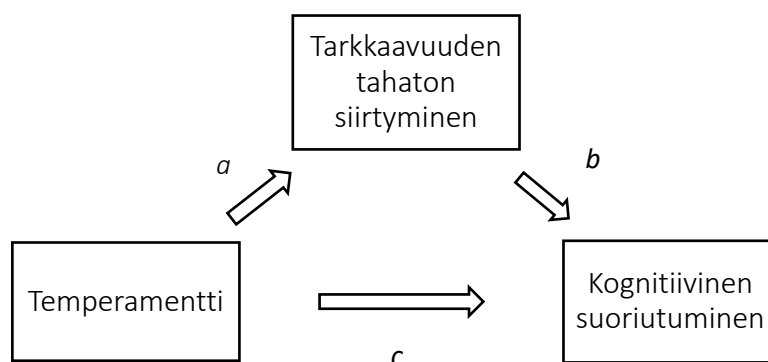 Tarkkaavuuden
tahaton
siirtyminen
a
b
Temperamentti
Kognitiivinen
suoriutuminen
c